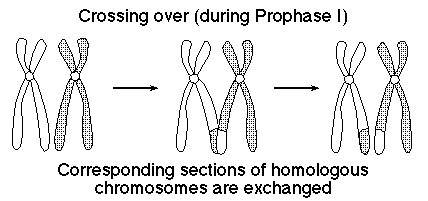 Crossing over (during Prophase I)
Corresponding sections of homologous
chromosomes are exchanged